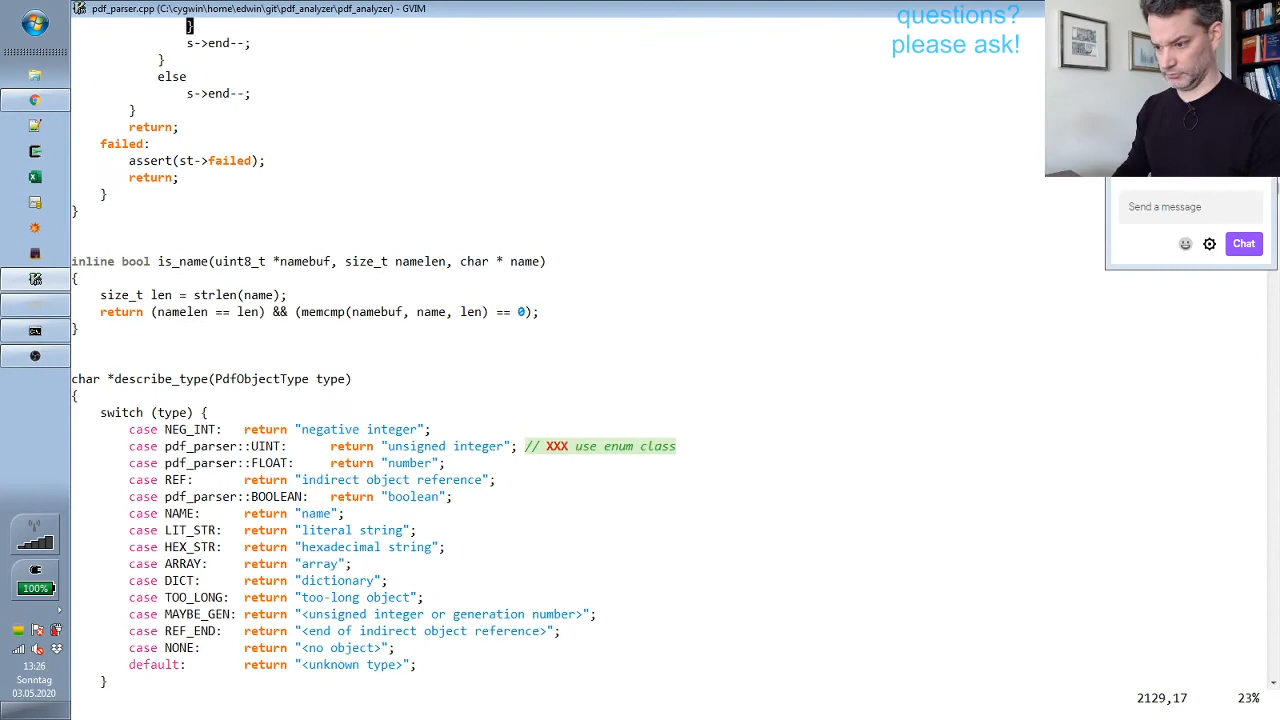 pdf_parser.cpp (C:\cygwin\home\edwin\git\pdf_analyzer\pdf_analyzer) - GVIM
questions?
please ask!
}
s->end--;
}
else
s->end--;
}
return;
failed:
assert(st->failed);
return;
}
}
Send a message
Chat
inline bool is_name(uint8_t *namebuf, size_t namelen, char * name)
{
size_t len = strlen(name);
return (namelen == len) && (memcmp(namebuf, name, len) == 0);
}
char *describe_type(PdfObjectType type)
{
switch (type) {
case NEG_INT: return "negative integer";
case pdf_parser::UINT: return "unsigned integer"; // XXX use enum class
case pdf_parser::FLOAT: return "number";
case REF: return "indirect object reference";
case pdf_parser::BOOLEAN: return "boolean";
case NAME: return "name";
case LIT_STR: return "literal string";
case HEX_STR: return "hexadecimal string";
case ARRAY: return "array";
case DICT: return "dictionary";
case TOO_LONG: return "too-long object";
case MAYBE_GEN: return "<unsigned integer or generation number>";
case REF_END: return "<end of indirect object reference>";
case NONE: return "<no object>";
default: return "<unknown type>";
}
2129,17 23%
100%
13:26
Sonntag
03.05.2020